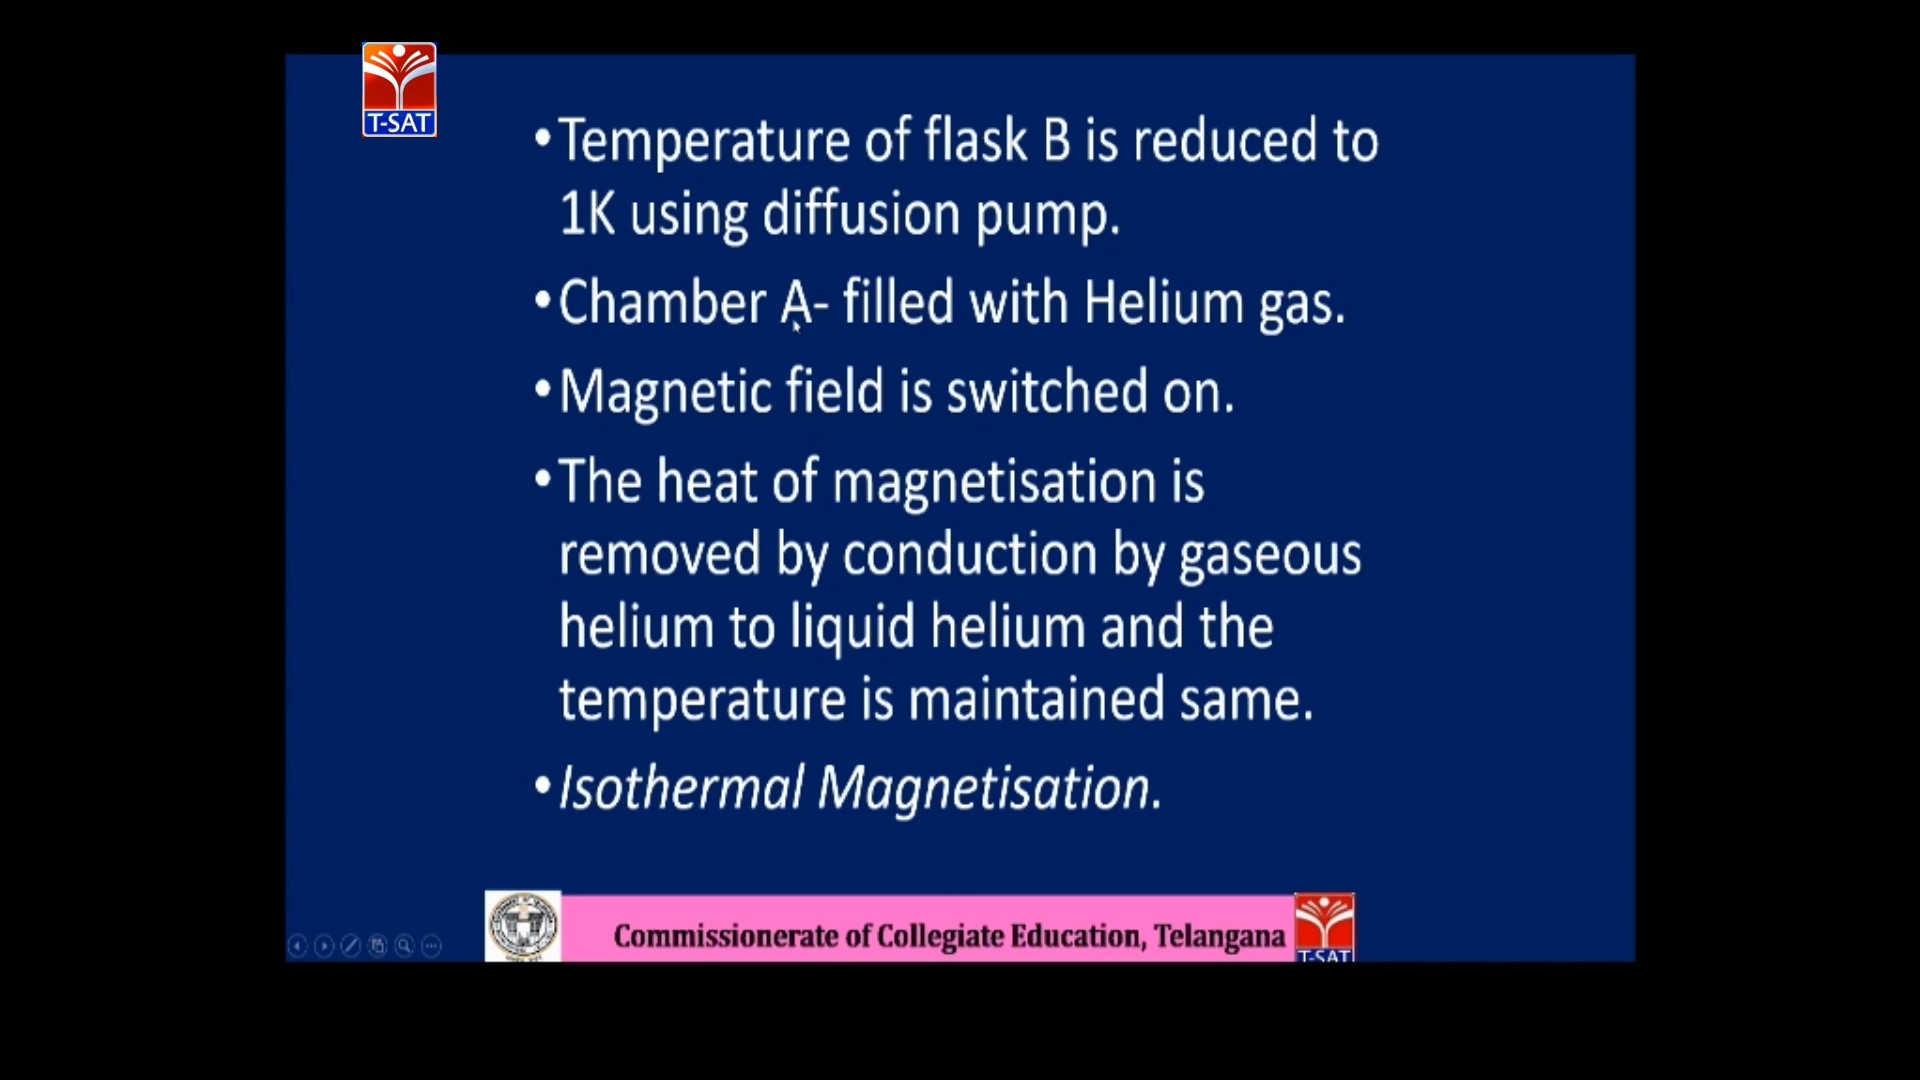 T-SAT
•Temperature of flask B is reduced to
1K using diffusion pump.
•Chamber A- filled with Helium gas.
•Magnetic field is switched on.
•The heat of magnetisation is
removed by conduction by gaseous
helium to liquid helium and the
temperature is maintained same.
•Isothermal Magnetisation.
Commissionerate of Collegiate Education, Telangana
T-SAT